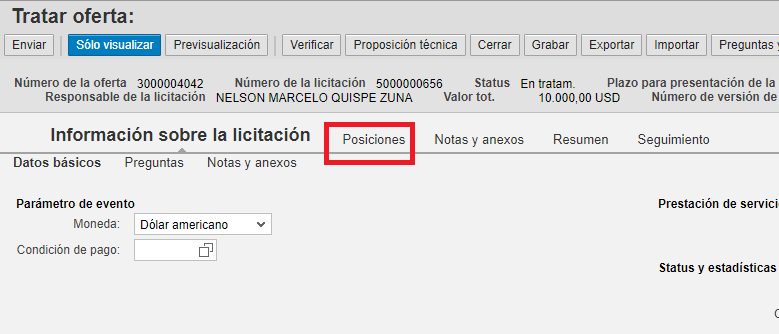 Tratar oferta:
Enviar Sólo visualizar Previsualización Verificar Proposición técnica Cerrar Grabar Exportar Importar Preguntas y
Número de la oferta 3000004042 Número de la licitación 5000000656 Status En tratam. Plazo para presentación de la
Responsable de la licitación NELSON MARCELO QUISPE ZUNA Valor tot. 10.000,00 USD Número de versión de
Información sobre la licitación Posiciones Notas y anexos Resumen Seguimiento
Datos básicos Preguntas Notas y anexos
Parámetro de evento Prestación de servici
Moneda: Dólar americano
Condición de pago:
Status y estadísticas